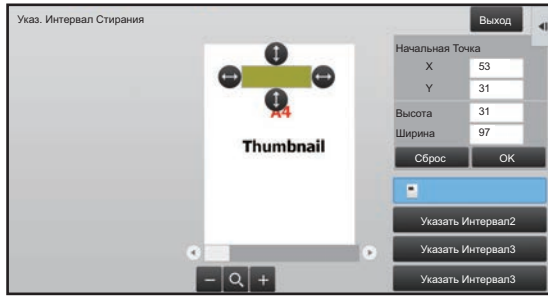 Указ. Интервал Стирания
Выход
Начальная Точка
X 53
Y 31
Высота 31
Ширина 97
Сброс OK
A4
Thumbnail
Указать Интервал2
Указать Интервал3
Указать Интервал3